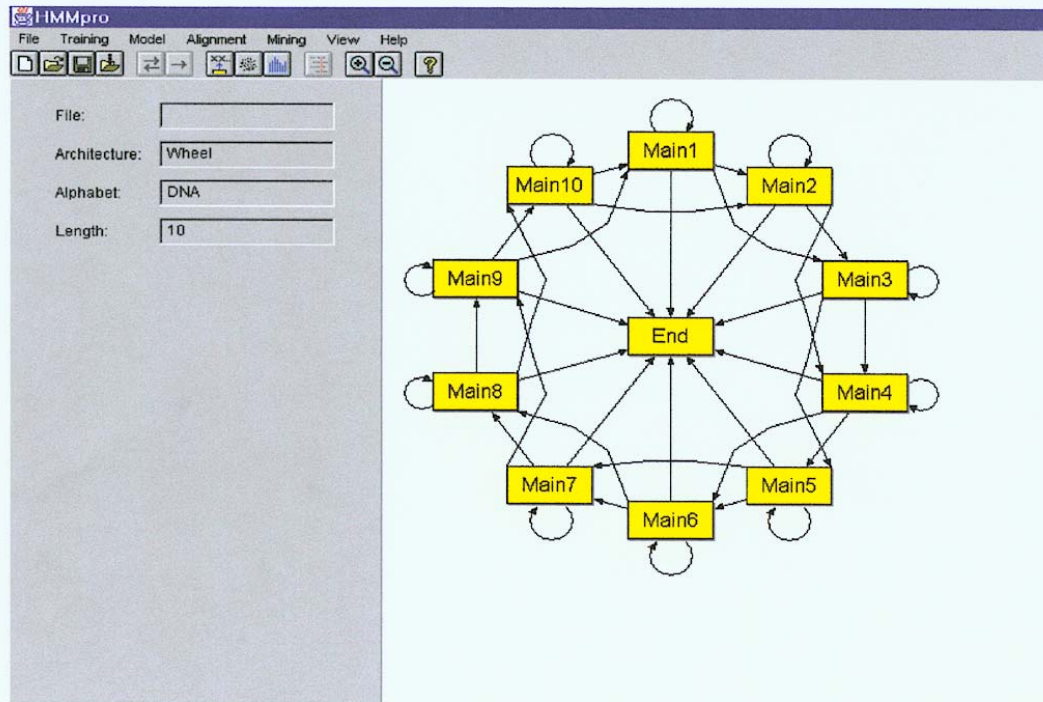 HMMpro
File Training Model Alignment Mining View Help
File:
Architecture: Wheel
Alphabet: DNA
Length: 10
Main1
Main10 Main2
Main9 Main3
End
Main8 Main4
Main7 Main5
Main6